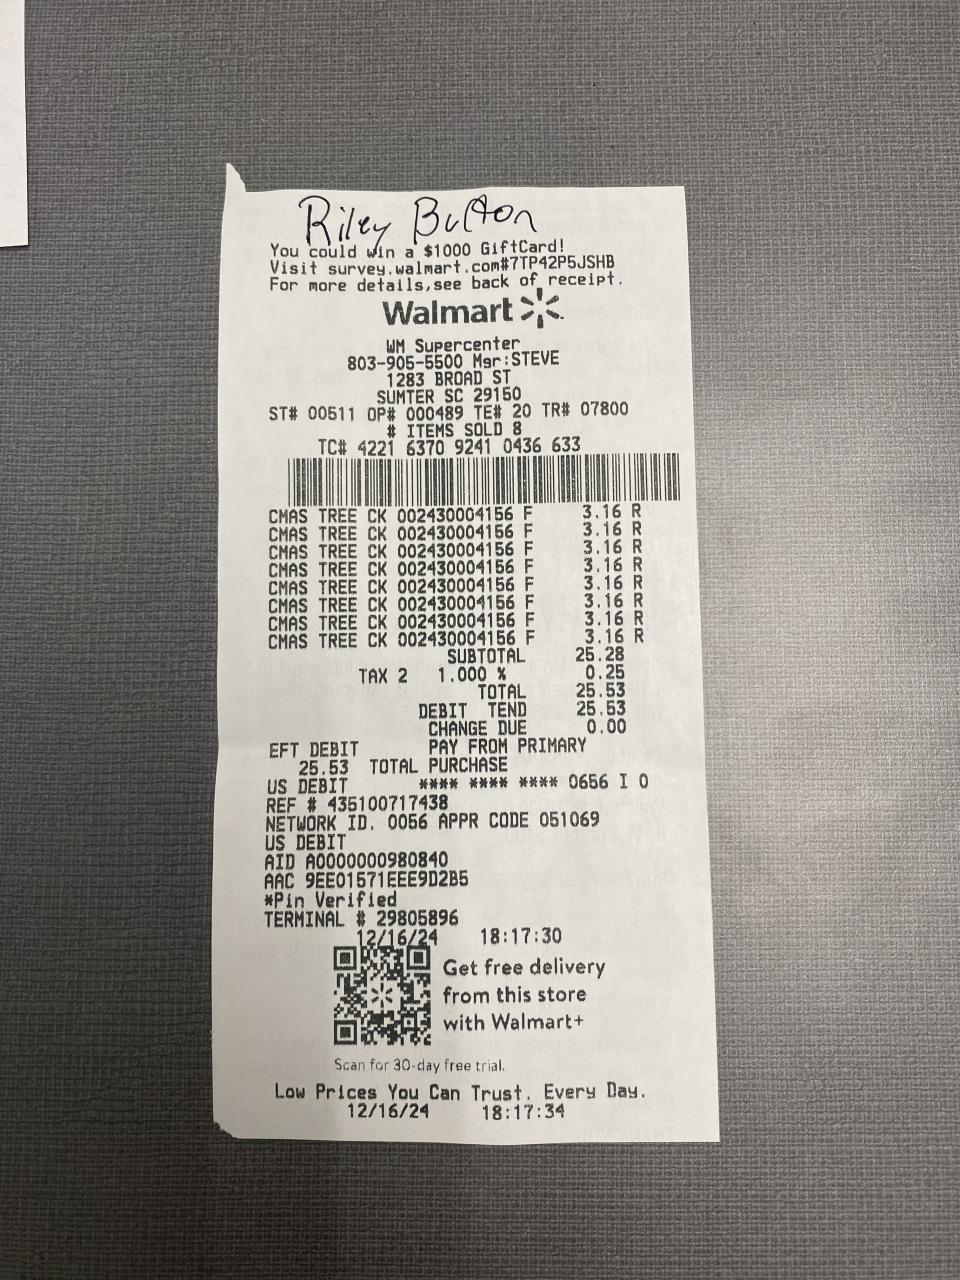 Riley Button
You could win a $1000 GiftCard!
Visit survey.walmart.com#7TP42P5JSHB
For more details,see back of receipt.
Walmart
WM Supercenter
803-905-5500 Mgr:STEVE
1283 BROAD ST
SUMTER SC 29150
ST# 00511 OP# 000489 TE# 20 TR# 07800
# ITEMS SOLD 8
TC# 4221 6370 9241 0436 633
CMAS TREE CK 002430004156 F 3.16 R
CMAS TREE CK 002430004156 F 3.16 R
CMAS TREE CK 002430004156 F 3.16 R
CMAS TREE CK 002430004156 F 3.16 R
CMAS TREE CK 002430004156 F 3.16 R
CMAS TREE CK 002430004156 F 3.16 R
CMAS TREE CK 002430004156 F 3.16 R
CMAS TREE CK 002430004156 F 3.16 R
SUBTOTAL 25.28
TAX 2 1.000 % 0.25
TOTAL 25.53
DEBIT TEND 25.53
CHANGE DUE 0.00
EFT DEBIT PAY FROM PRIMARY
25.53 TOTAL PURCHASE
US DEBIT **** **** **** 0656 I 0
REF # 435100717438
NETWORK ID. 0056 APPR CODE 051069
US DEBIT
AID A0000000980840
AAC 9EE01571EEE9D2B5
*Pin Verified
TERMINAL # 29805896
12/16/24 18:17:30
Get free delivery
from this store
with Walmart+
Scan for 30-day free trial.
Low Prices You Can Trust. Every Day.
12/16/24 18:17:34